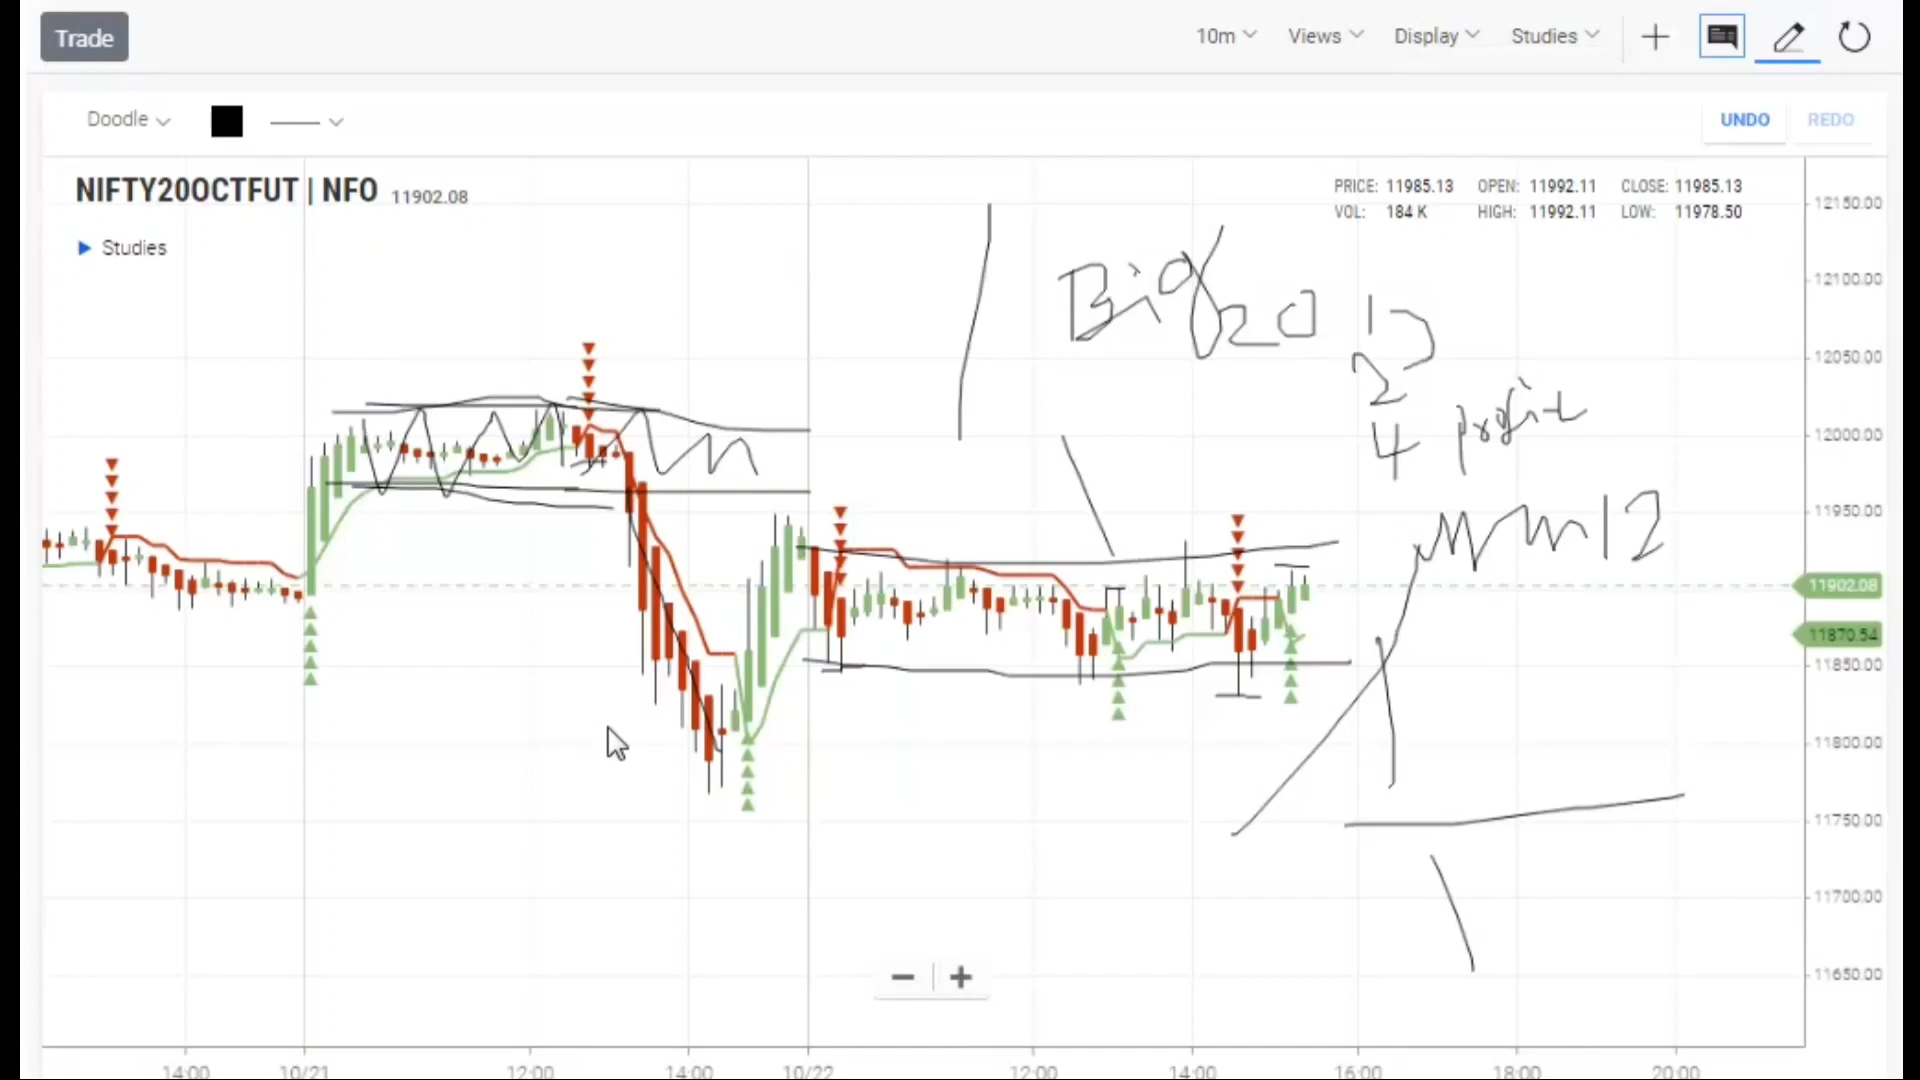 Trade 10m Views Display Studies
Doodle UNDO REDO
NIFTY20OCTFUT | NFO 11902.08
PRICE: 11985.13 OPEN: 11992.11 CLOSE: 11985.13
VOL: 184 K HIGH: 11992.11 LOW: 11978.50
Studies
12150.00
12100.00
Big 20
12050.00
2
4 profit
12000.00
11950.00
12
11902.08
11870.54
11850.00
11800.00
11750.00
11700.00
11650.00
14:00 10/21 12:00 14:00 10/22 12:00 14:00 16:00 18:00 20:00